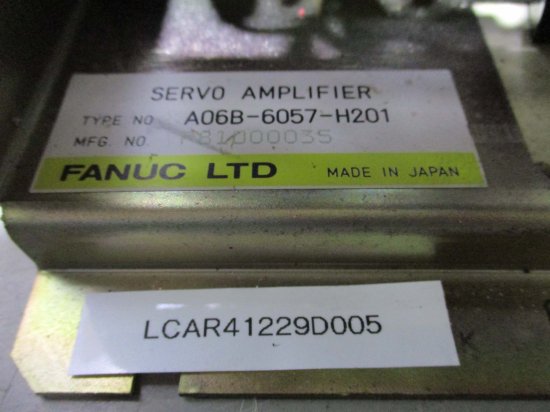 SERVO AMPLIFIER
TYPE NO A06B-6057-H201
MFG. NO.
FANUC LTD MADE IN JAPAN
LCAR41229D005
K